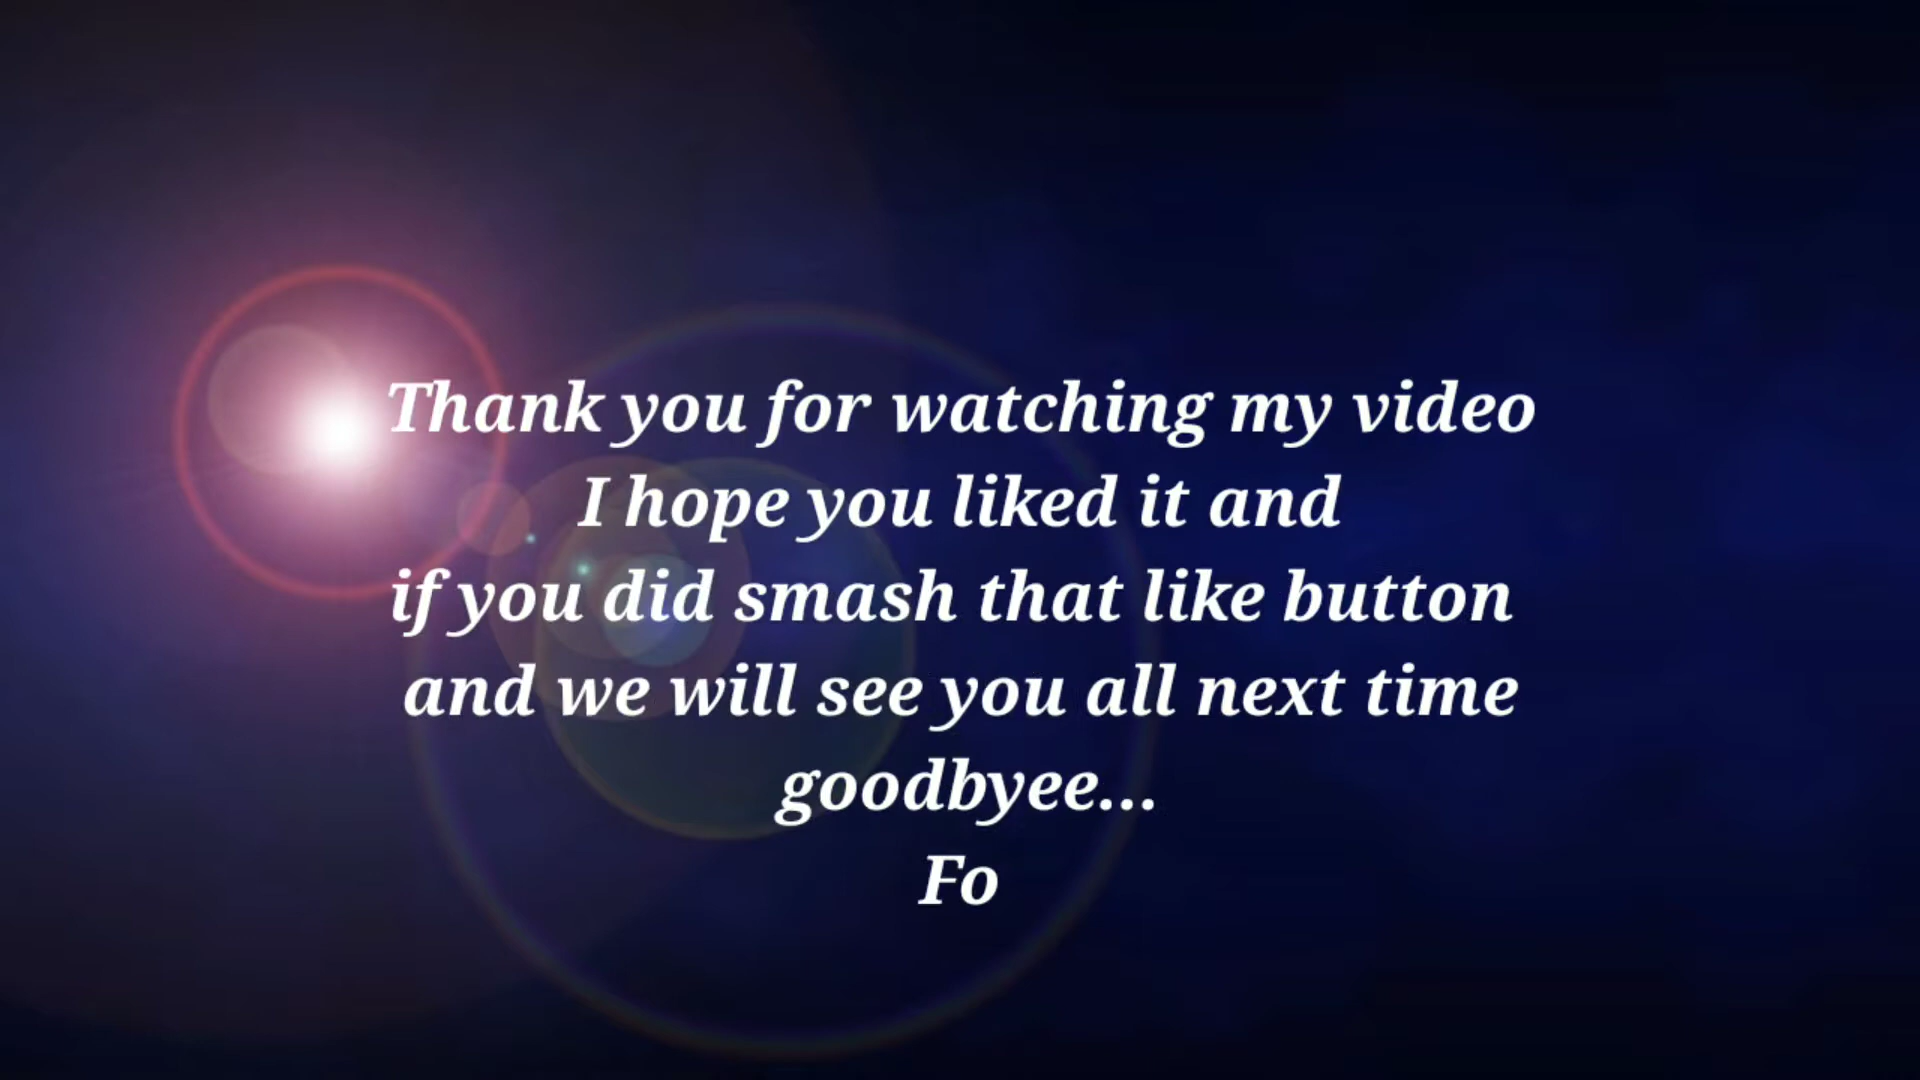 Thank you for watching my video
I hope you liked it and
if you did smash that like button
and we will see you all next time
goodbyee...
Fo